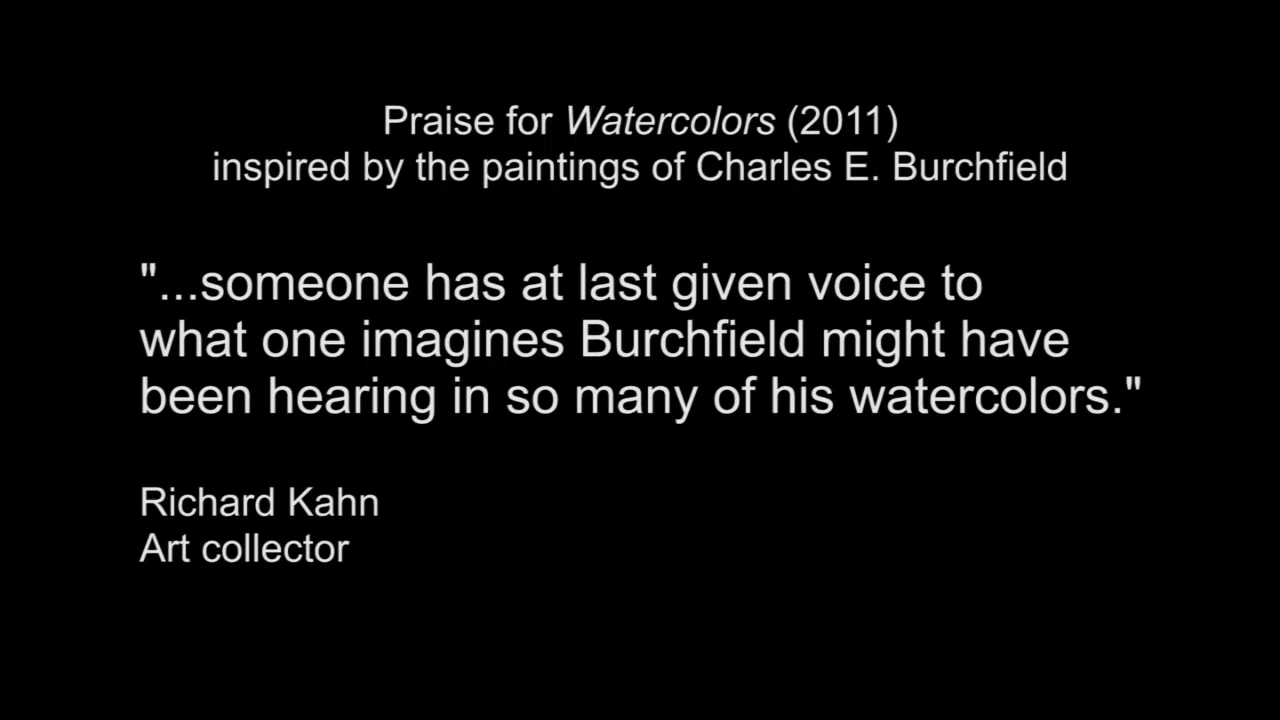 Praise for Watercolors (2011)
inspired by the paintings of Charles E. Burchfield
"...someone has at last given voice to
what one imagines Burchfield might have
been hearing in so many of his watercolors."
Richard Kahn
Art collector